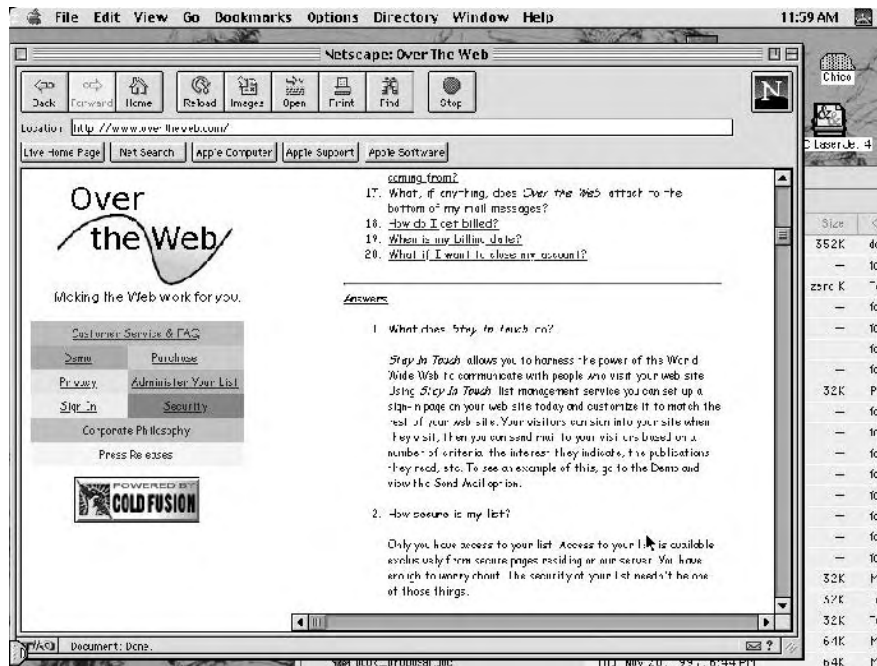 File Edit View Go Bookmarks Options Directory Window Help 11:59 AM
Netscape: Over The Web
Back Forward Home Reload Images Open Print Find Stop
N
Chico
Location: http://www.overtheweb.com/
LaserJe. 4
Live Home Page Net Search Apple Computer Apple Support Apple Software
Over
the Web
Making the Web work for you.
Customer Service & FAQ
Demo Purchase
Privacy Administer Your List
Sign In Security
Corporate Philosophy
Press Releases
POWERED BY
COLD FUSION
coming from?
17. What, if anything, does Over the Web attach to the
bottom of my mail messages?
18. How do I get billed?
19. When is my billing date?
20. What if I want to close my account?
Answers
1. What does Stay In Touch do?
Stay In Touch allows you to harness the power of the World
Wide Web to communicate with people who visit your web site
Using Stay In Touch list management service you can set up a
sign-in page on your web site today and customize it to match the
rest of your web site. Your visitors can sign into your site when
they visit, then you can send mail to your visitors based on a
number of criteria: the interest they indicate, the publications
they read, etc. To see an example of this, go to the Demo and
view the Send Mail option.
2. How secure is my list?
Only you have access to your list. Access to your list is available
exclusively from secure pages residing on our server. You have
enough to worry about. The security of your list needn't be one
of those things.
Size
352K
zero K
32K
32K
32K
32K
64K
64K
Document: Done.
?